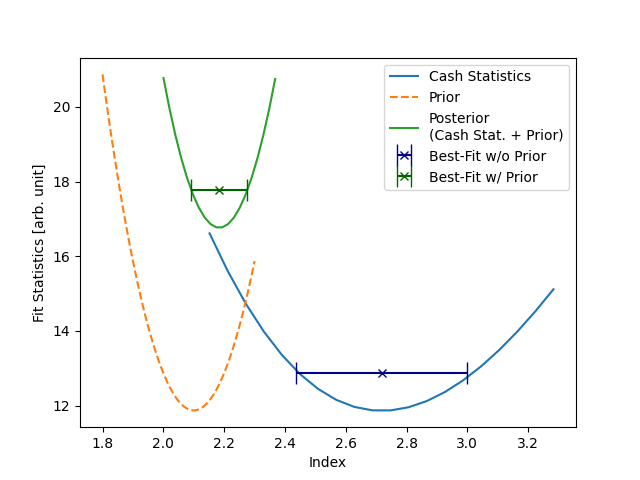 Cash Statistics
Prior
Posterior
(Cash Stat. + Prior)
Best-Fit w/o Prior
Best-Fit w/ Prior
Fit Statistics [arb. unit]
20
18
16
14
12
1.8 2.0 2.2 2.4 2.6 2.8 3.0 3.2
Index